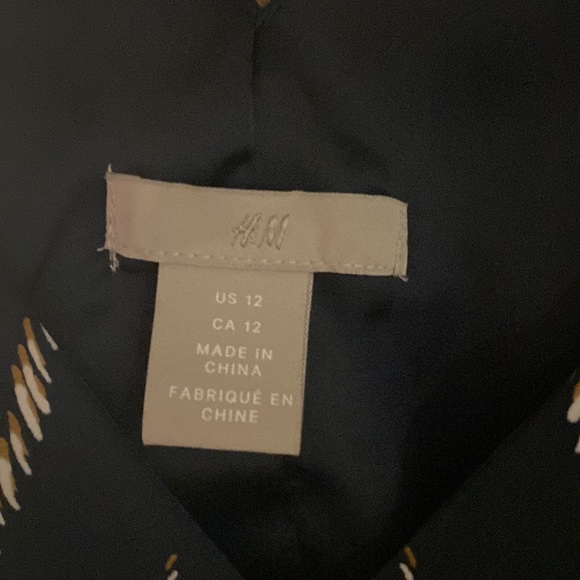 H&M
US 12
CA 12
MADE IN
CHINA
FABRIQUÉ EN
CHINE